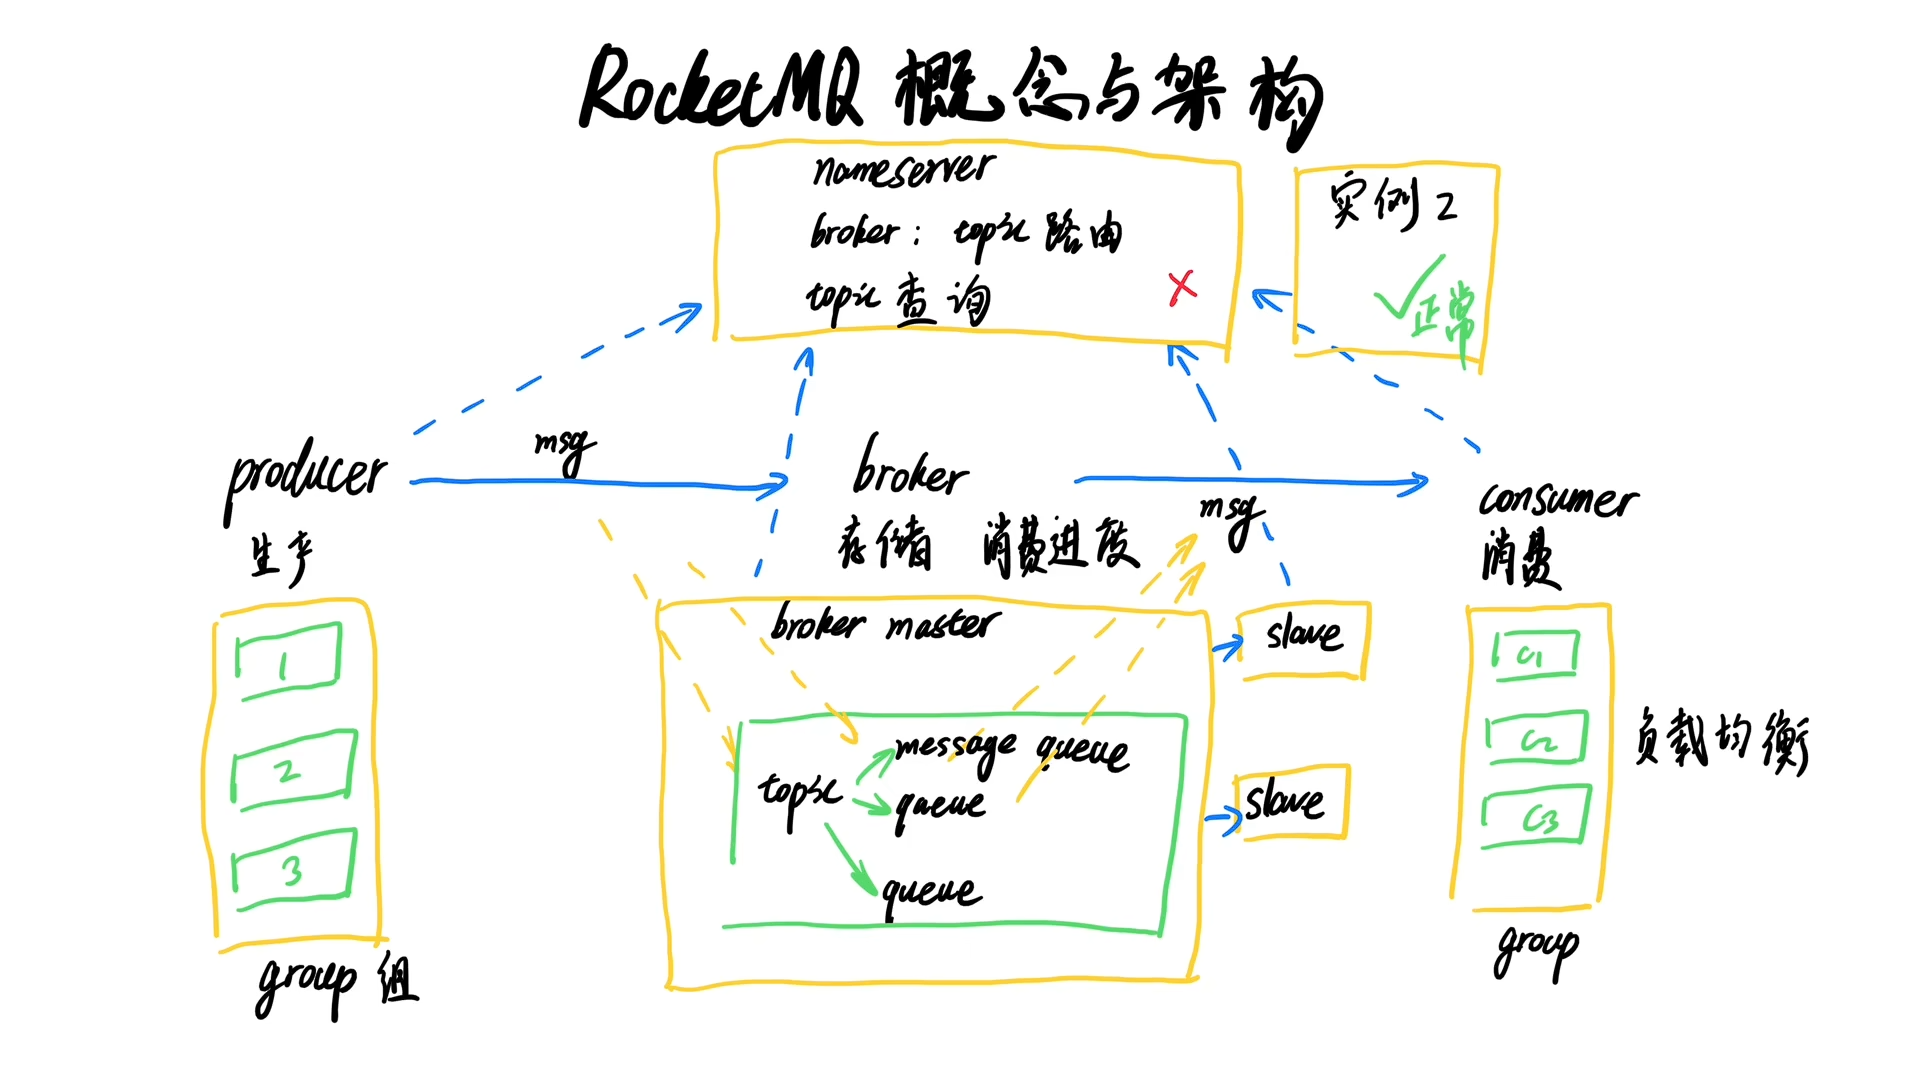 RocketMQ 概念与架构
nameserver
broker: topic 路由
topic 查询
实例 2
正常
msg
producer
生产
broker
存储 消费进度
msg
consumer
消费
1
2
3
group 组
broker master
topic
message queue
queue
queue
slave
slave
C1
C2
C3
负载均衡
group